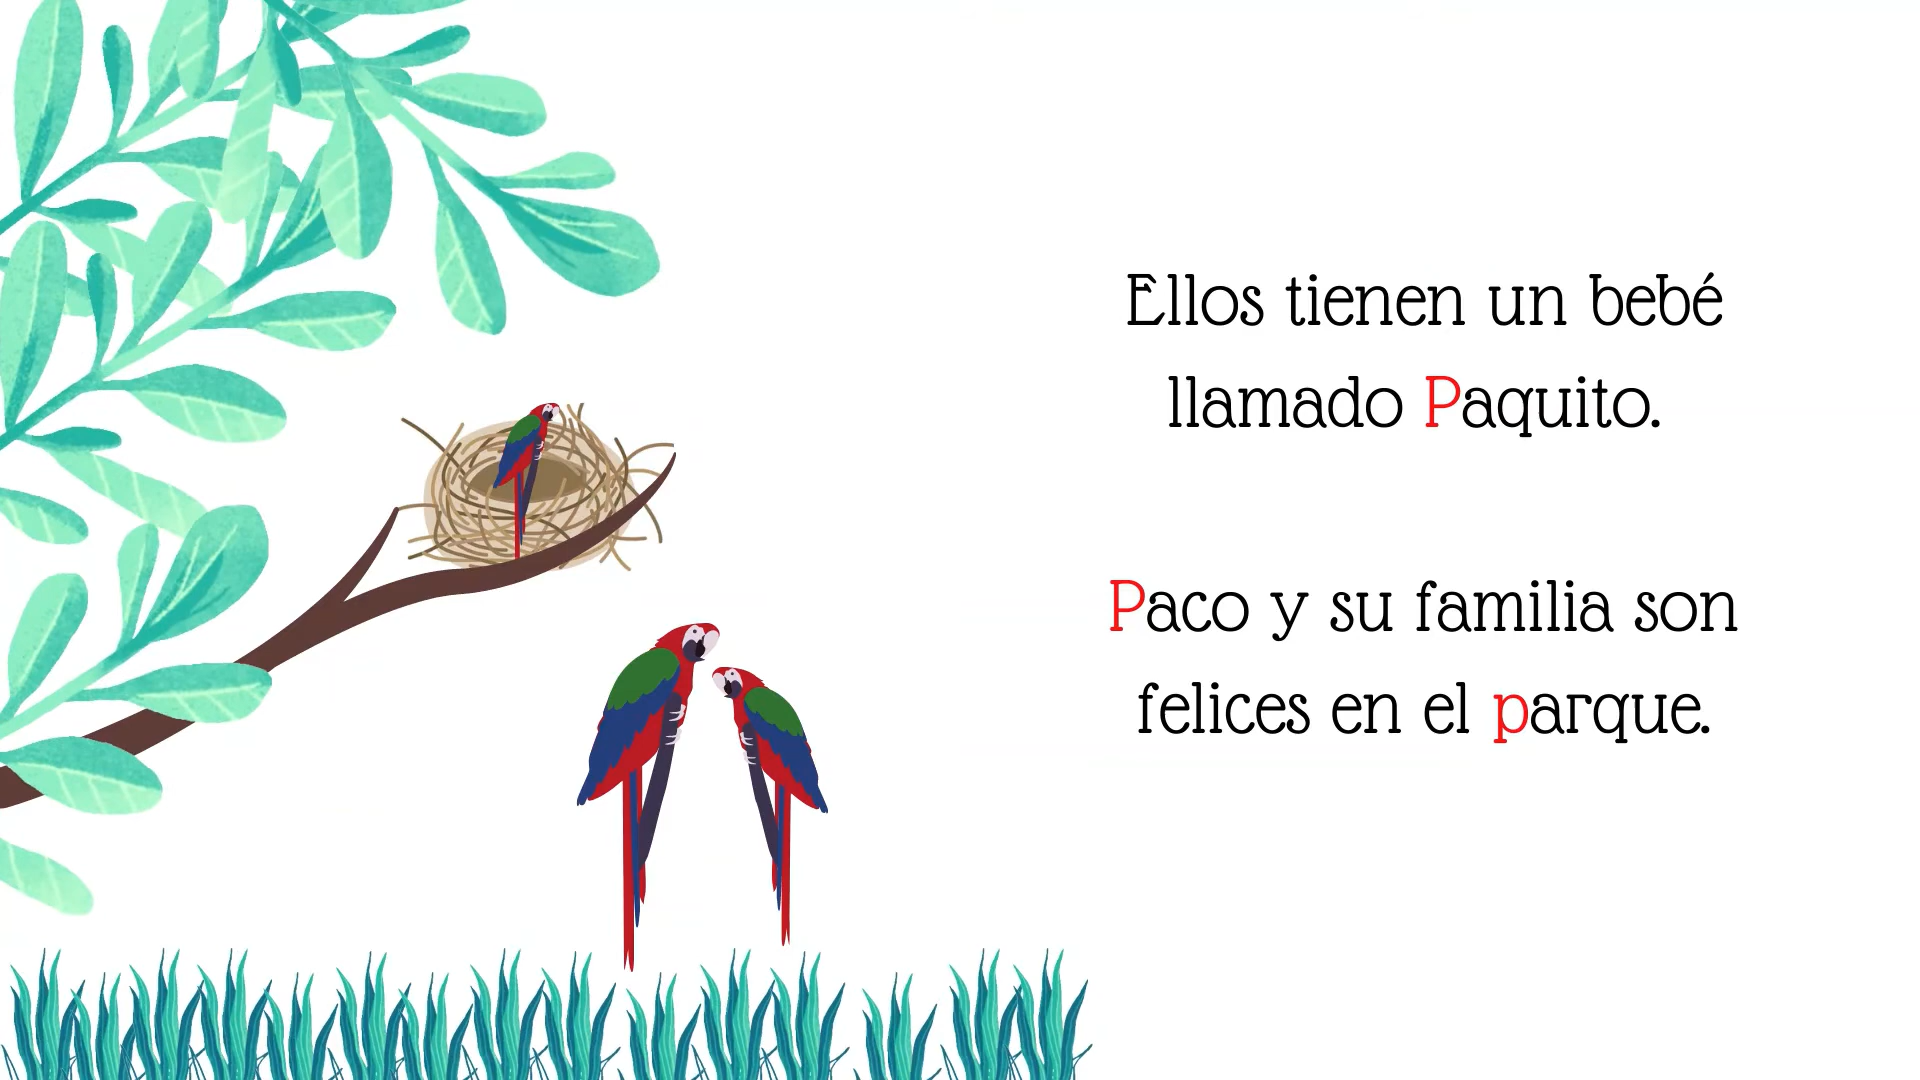 Ellos tienen un bebé
llamado Paquito.
Paco y su familia son
felices en el parque.